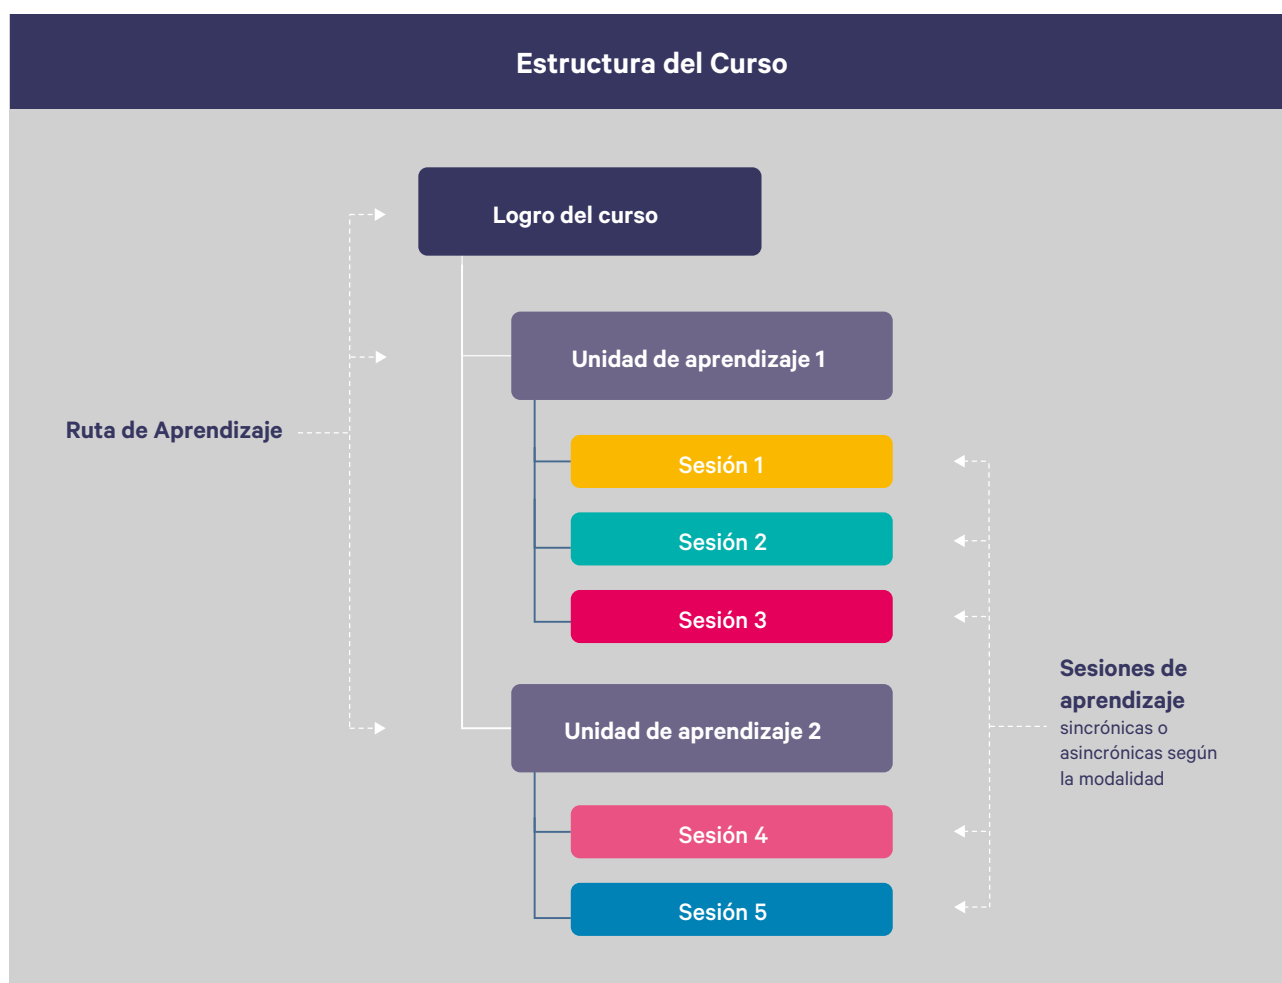 Estructura del Curso
Logro del curso
Unidad de aprendizaje 1
Ruta de Aprendizaje
Sesión 1
Sesión 2
Sesión 3
Sesiones de
aprendizaje
sincrónicas o
asincrónicas según
la modalidad
Unidad de aprendizaje 2
Sesión 4
Sesión 5